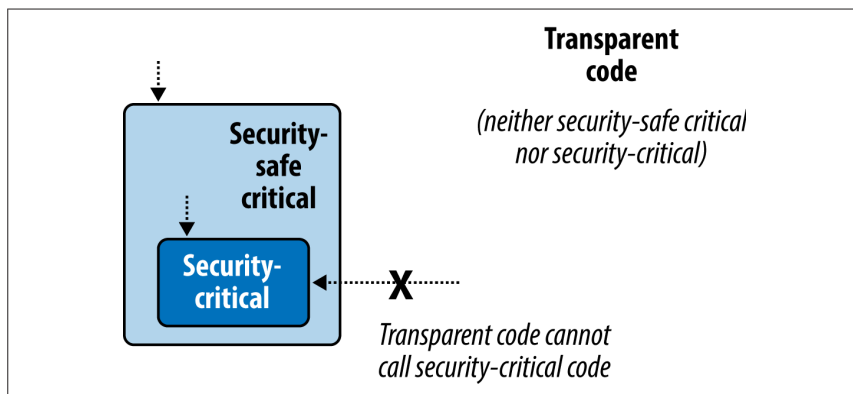 Transparent
code
(neither security-safe critical
nor security-critical)
Security-
safe
critical
Security-
critical
X
Transparent code cannot
call security-critical code